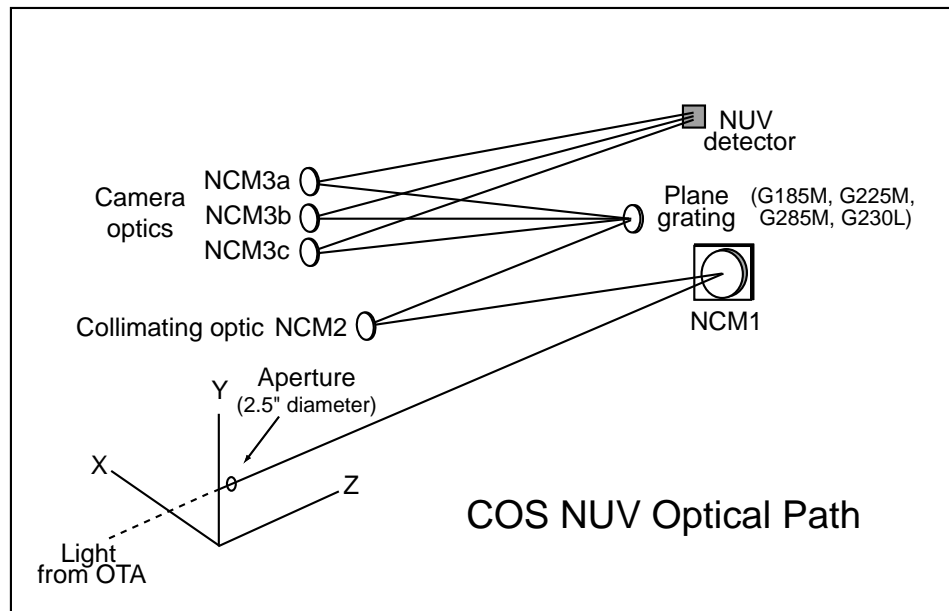 NUV
detector
NCM3a
Camera
optics
NCM3b
NCM3c
Plane
grating
(G185M, G225M,
G285M, G230L)
NCM1
Collimating optic NCM2
Aperture
(2.5" diameter)
Y
X
Z
Light
from OTA
COS NUV Optical Path